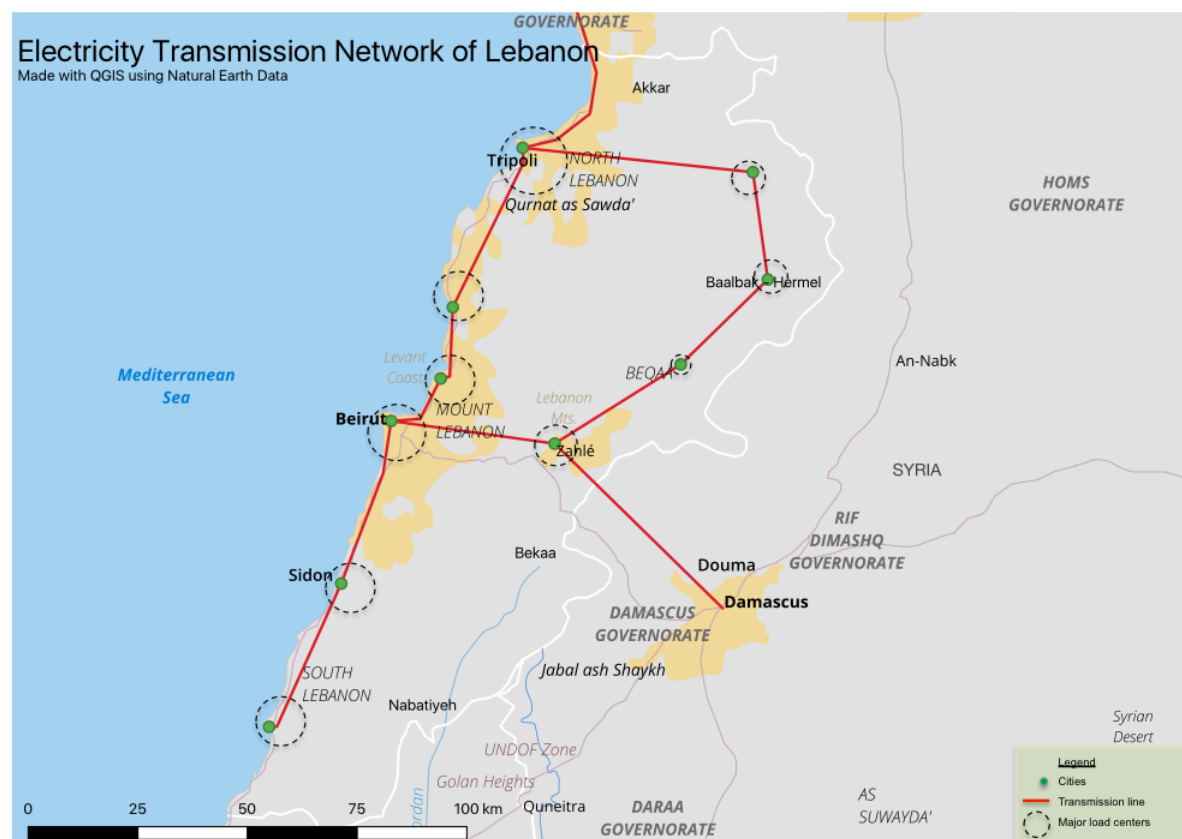 GOVERNORATE
Electricity Transmission Network of Lebanon
Made with QGIS using Natural Earth Data
Akkar
Tripoli
NORTH
LEBANON
Qurnat as Sawda'
HOMS
GOVERNORATE
Baalbak - Hermel
Levant
Coast
Mediterranean
Sea
BEQAA
An-Nabk
Lebanon
Mts.
Beirut
MOUNT
LEBANON
Zahlé
SYRIA
RIF
DIMASHQ
GOVERNORATE
Bekaa
Douma
Sidon
Damascus
DAMASCUS
GOVERNORATE
Jabal ash Shaykh
SOUTH
LEBANON
Nabatiyeh
Syrian
Desert
UNDOF Zone
Golan Heights
Quneitra
DARAA
GOVERNORATE
AS
SUWAYDA'
Legend
Cities
Transmission line
Major load centers
0 25 50 75 100 km